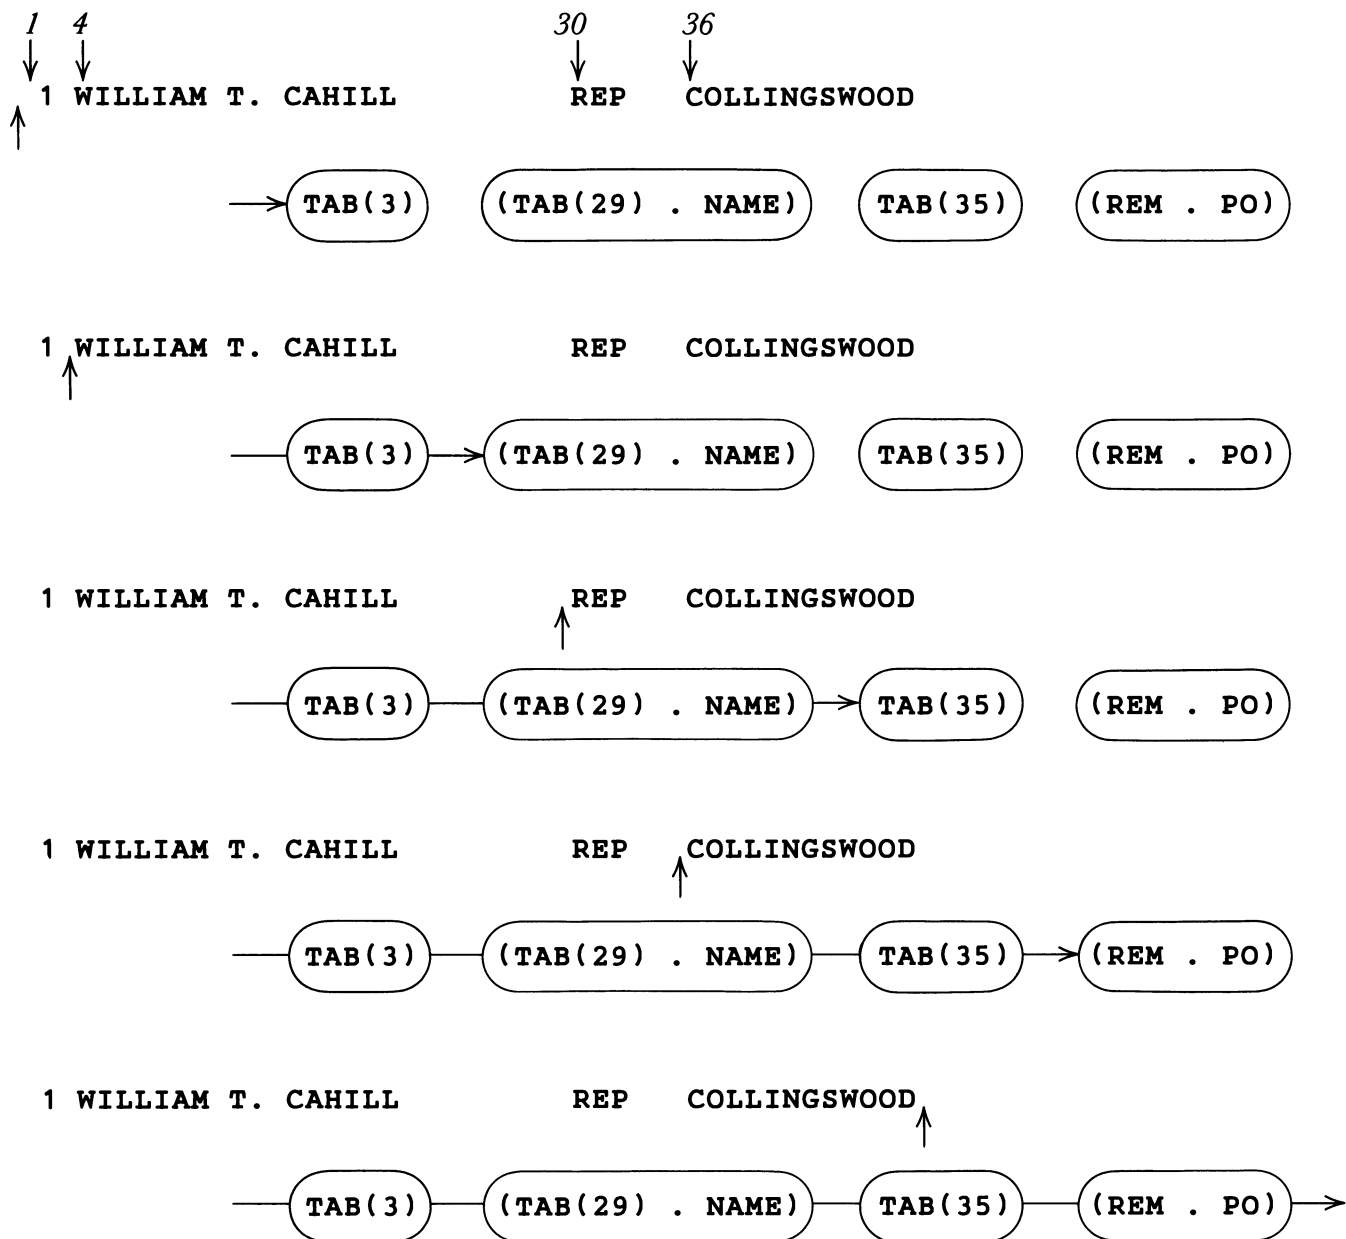 1 4 30 36
1 WILLIAM T. CAHILL REP COLLINGSWOOD
TAB(3) (TAB(29) . NAME) TAB(35) (REM . PO)
1 WILLIAM T. CAHILL REP COLLINGSWOOD
TAB(3) (TAB(29) . NAME) TAB(35) (REM . PO)
1 WILLIAM T. CAHILL REP COLLINGSWOOD
TAB(3) (TAB(29) . NAME) TAB(35) (REM . PO)
1 WILLIAM T. CAHILL REP COLLINGSWOOD
TAB(3) (TAB(29) . NAME) TAB(35) (REM . PO)
1 WILLIAM T. CAHILL REP COLLINGSWOOD
TAB(3) (TAB(29) . NAME) TAB(35) (REM . PO)